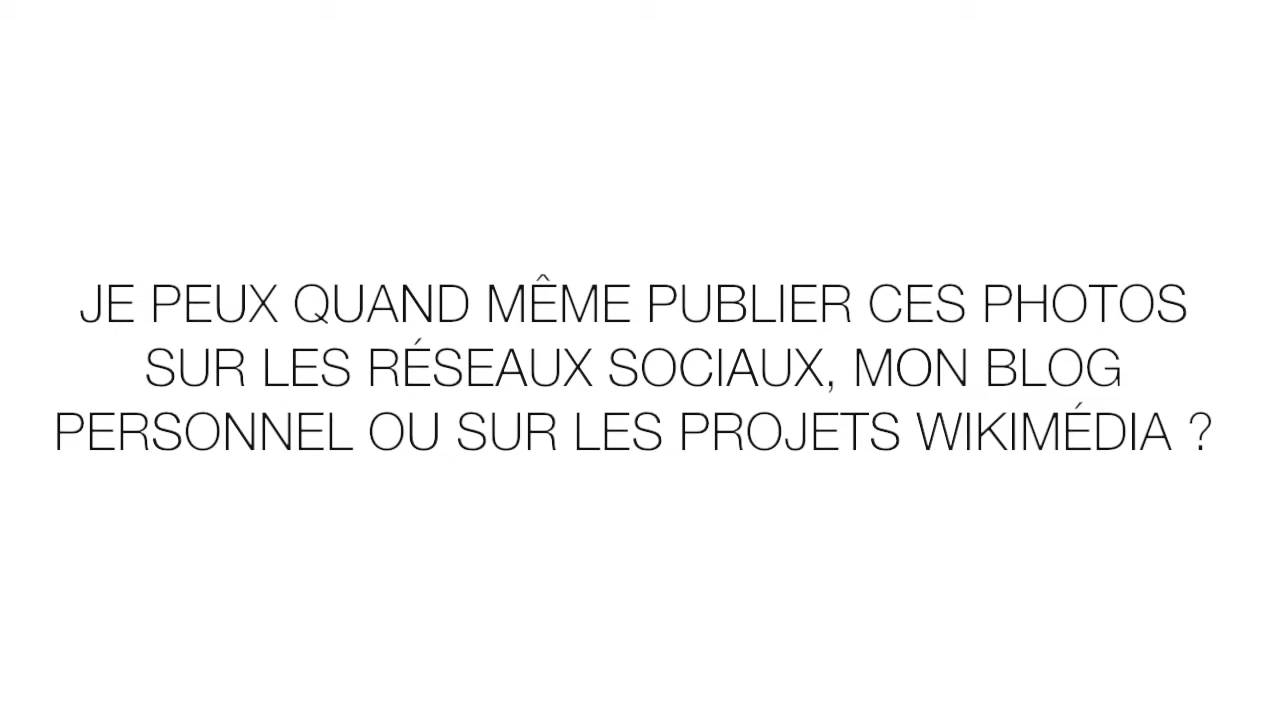 JE PEUX QUAND MÊME PUBLIER CES PHOTOS
SUR LES RÉSEAUX SOCIAUX, MON BLOG
PERSONNEL OU SUR LES PROJETS WIKIMÉDIA ?